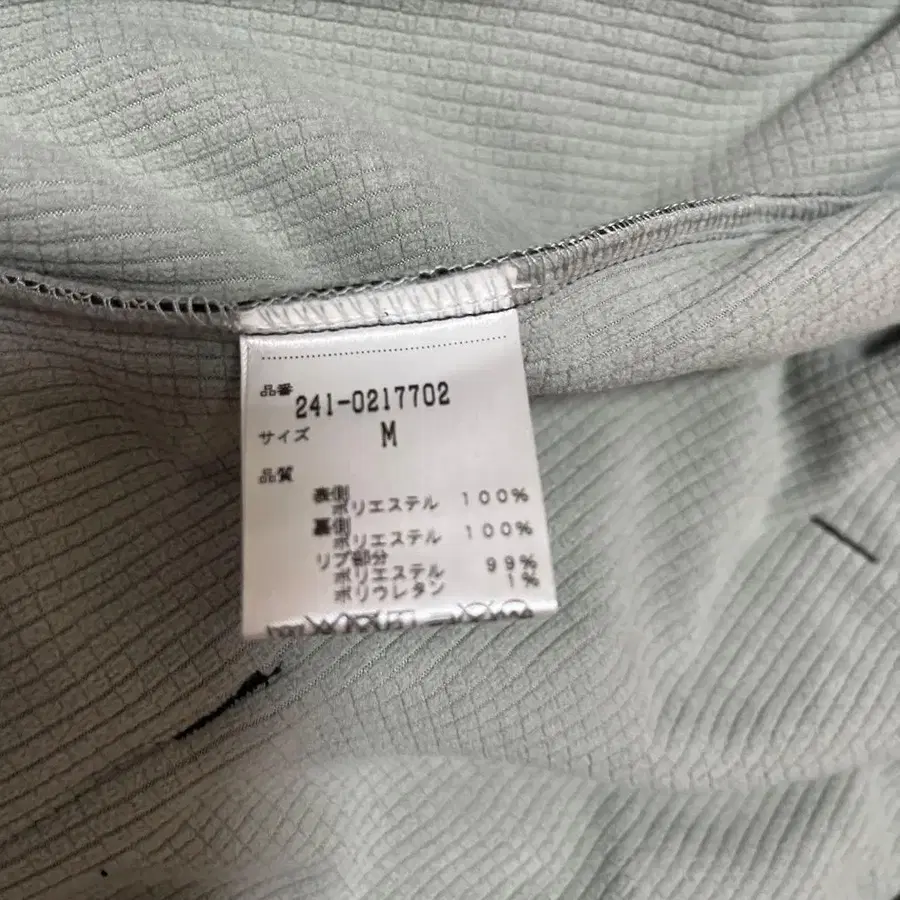 品番
241-0217702
サイズ M
品質
表側
ポリエステル 100%
裏側
ポリエステル 100%
リブ部分
ポリエステル 99%
ポリウレタン 1%